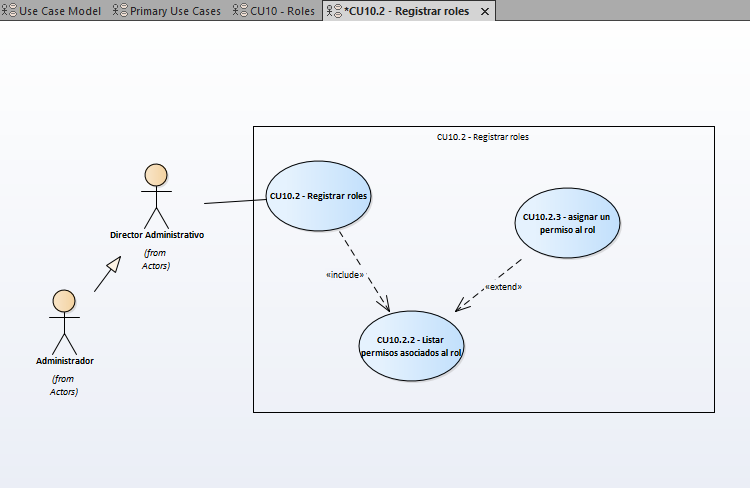 Use Case Model
Primary Use Cases
CU10 - Roles
*CU10.2 - Registrar roles
CU10.2 - Registrar roles
CU10.2 - Registrar roles
CU10.2.3 - asignar un
permiso al rol
Director Administrativo
(from
Actors)
«include»
«extend»
CU10.2.2 - Listar
permisos asociados al rol
Administrador
(from
Actors)